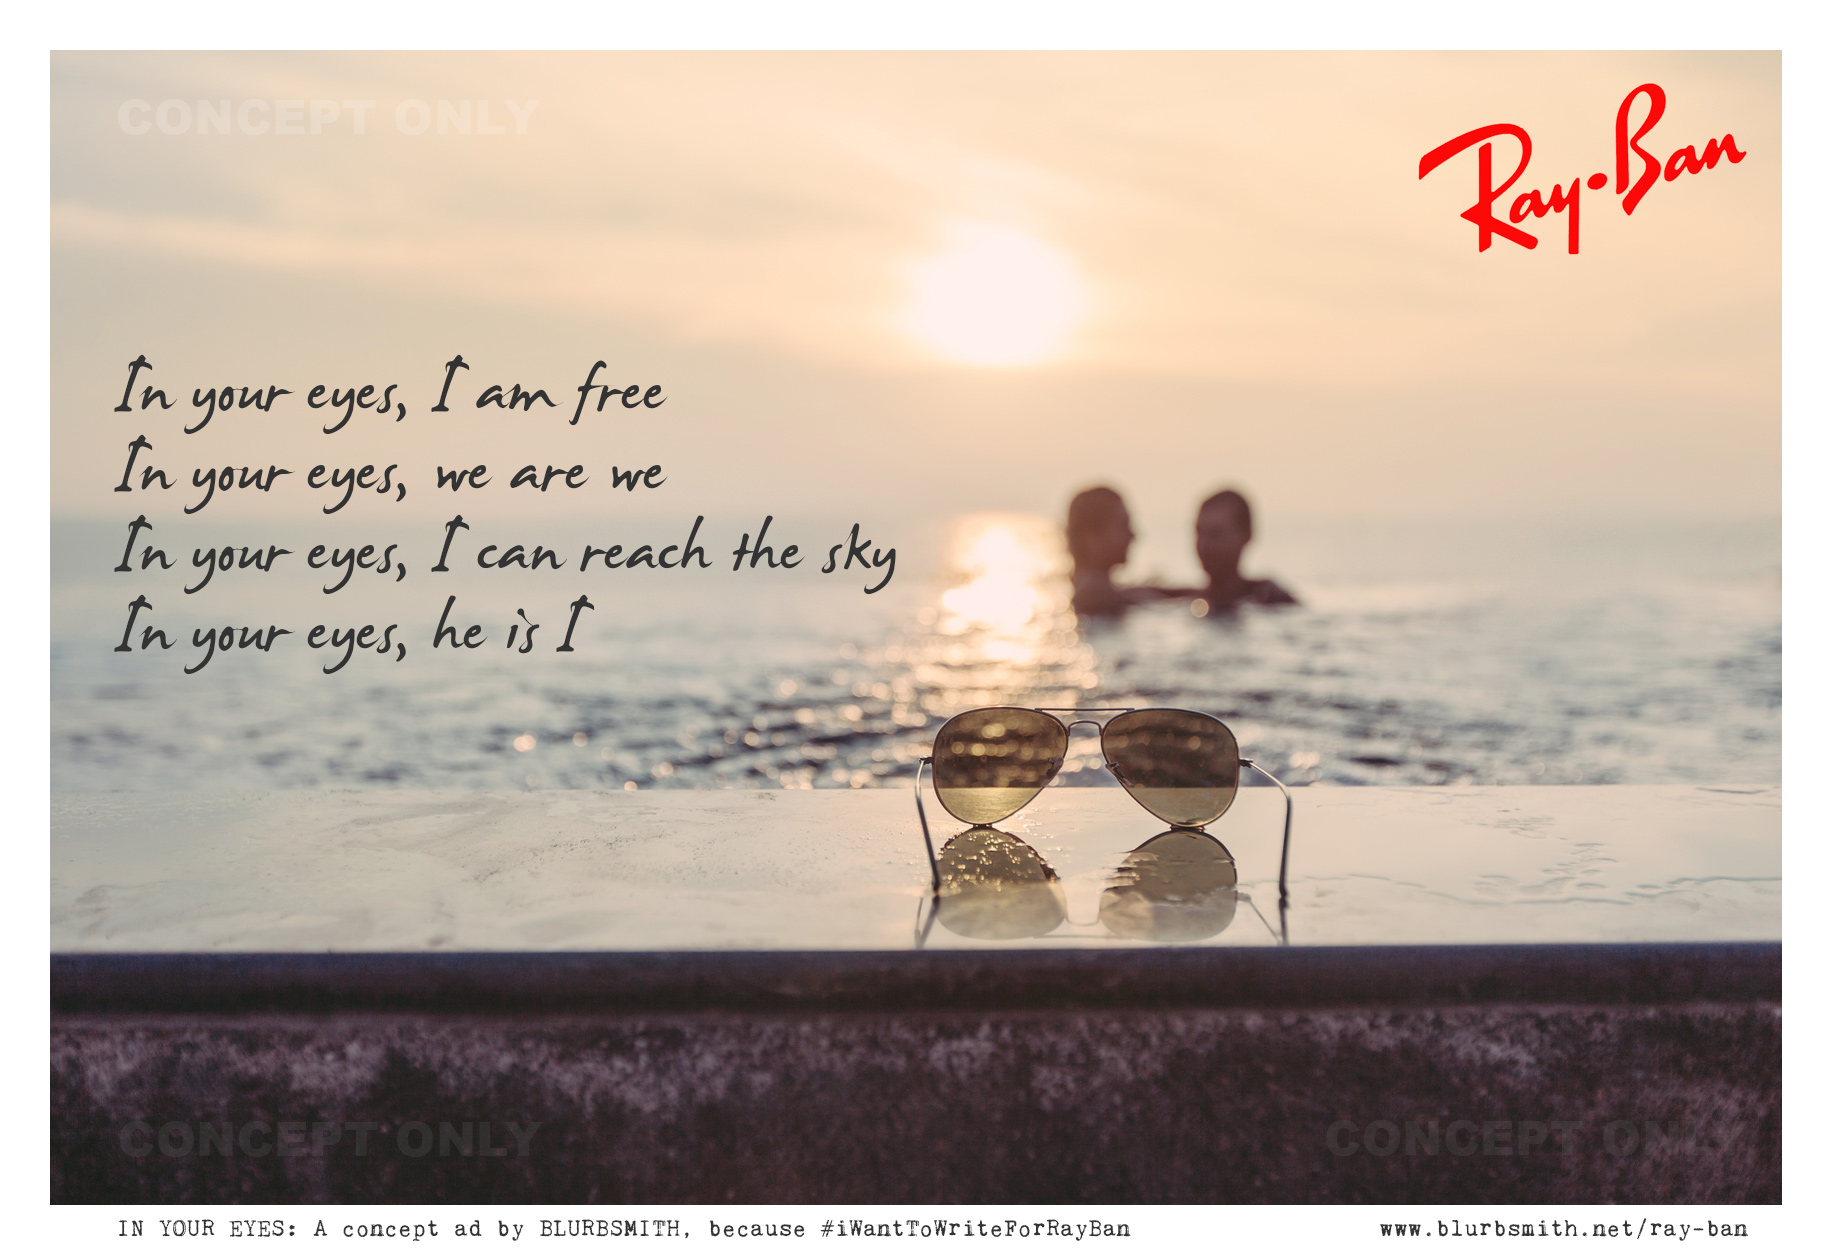 CONCEPT ONLY
Ray•Ban
In your eyes, I am free
In your eyes, we are we
In your eyes, I can reach the sky
In your eyes, he is I
CONCEPT ONLY
CONCEPT ONLY
IN YOUR EYES: A concept ad by BLURBSMITH, because #iWantToWriteForRayBan
www.blurbsmith.net/ray-ban